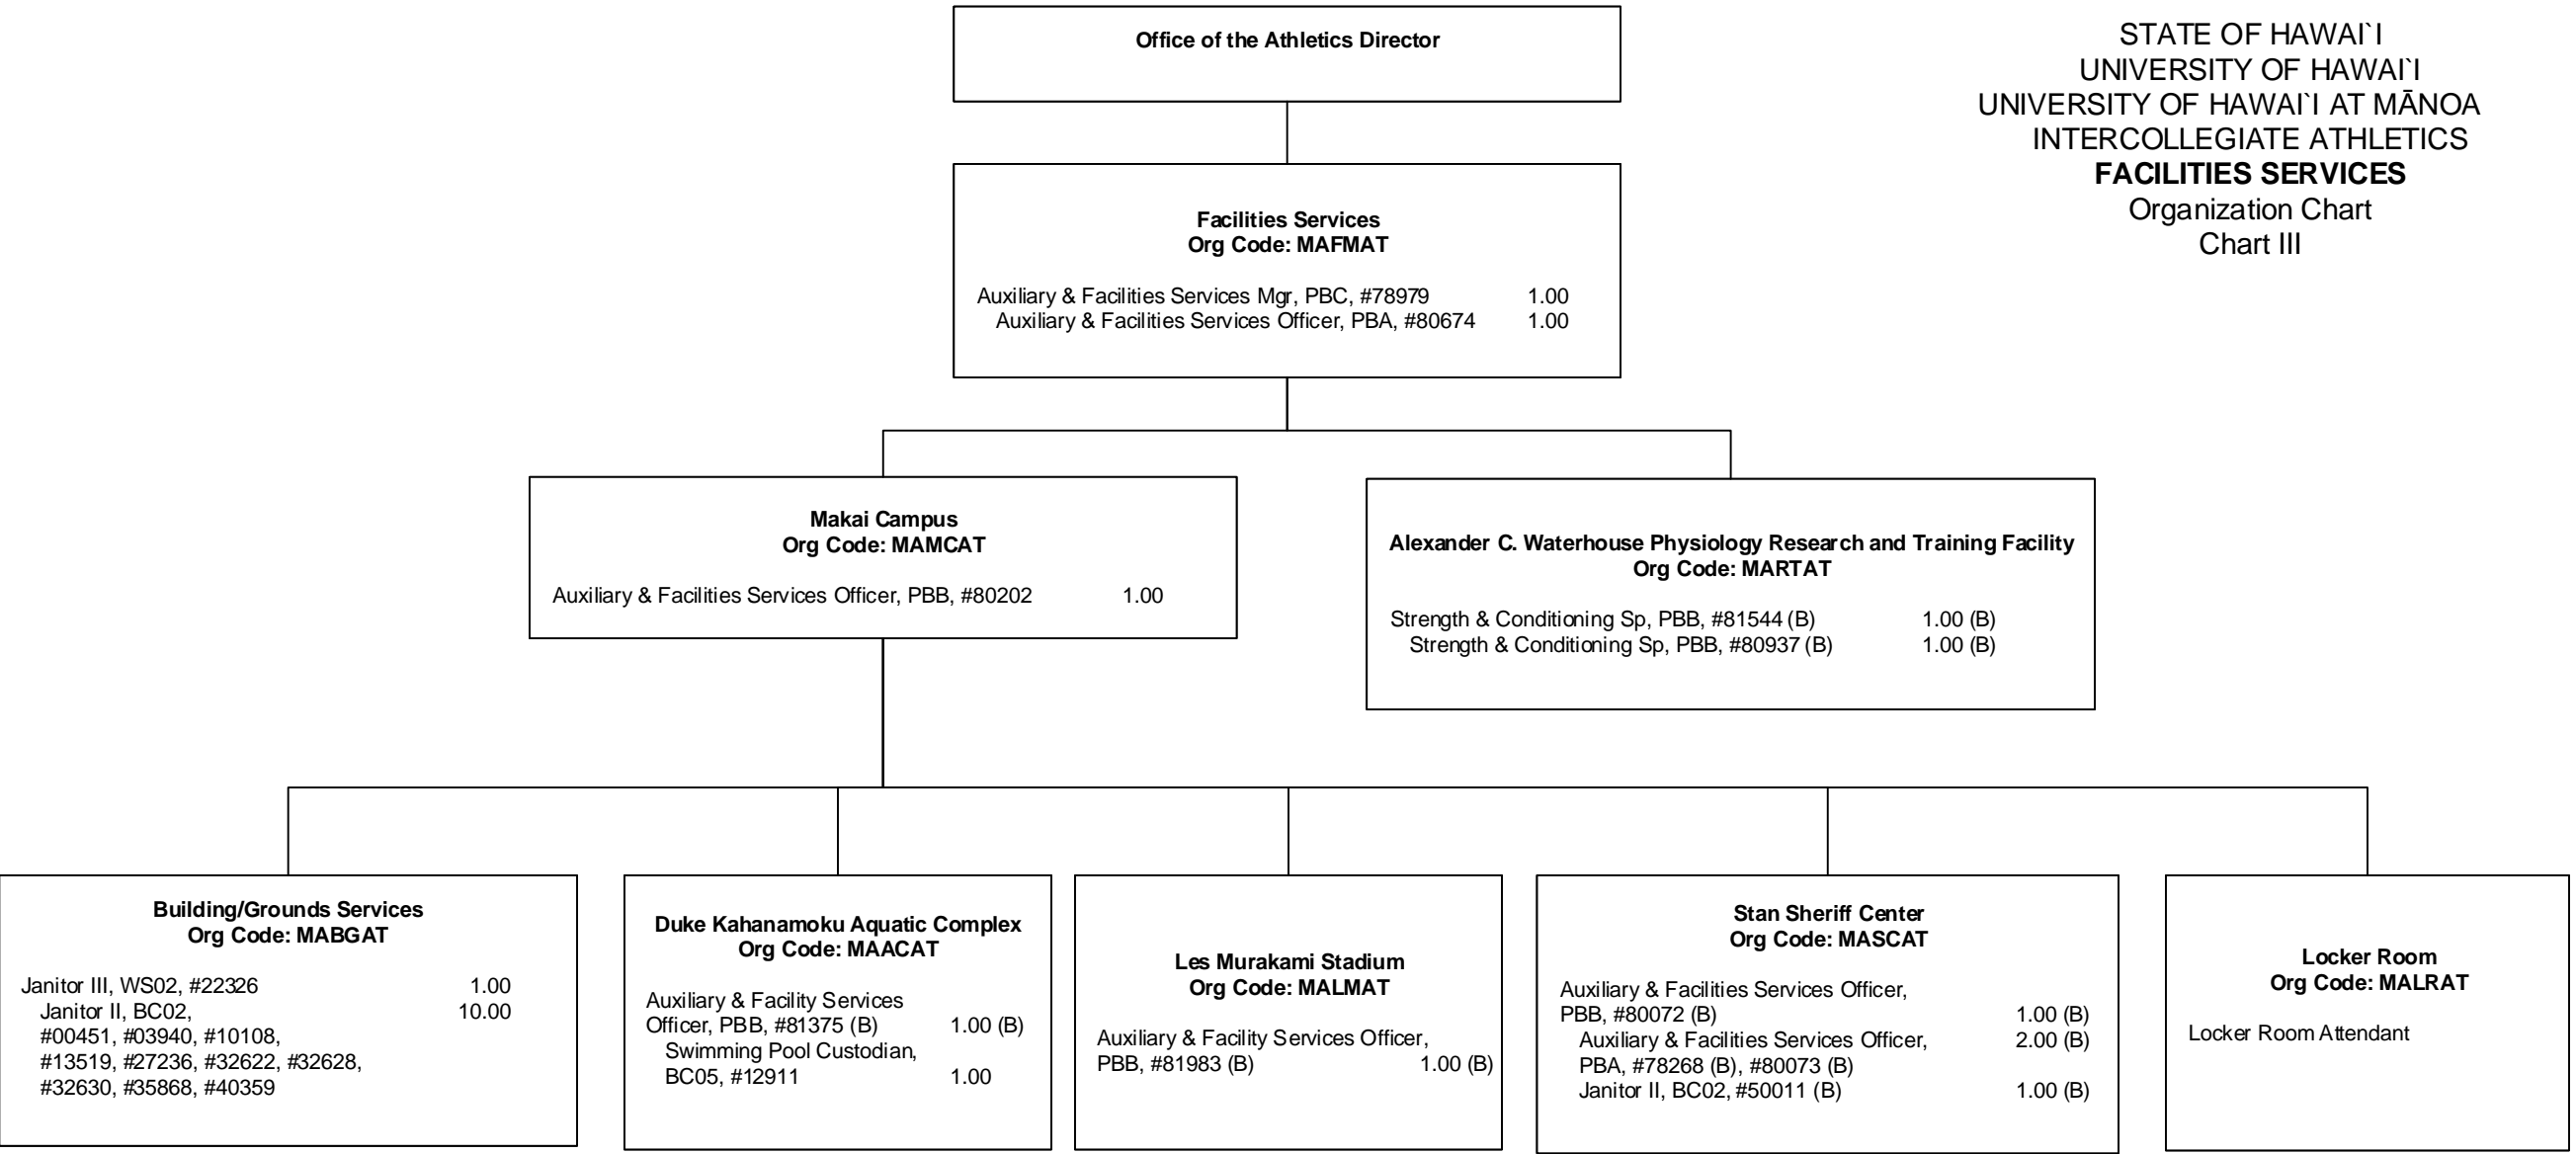 Office of the Athletics Director
STATE OF HAWAI`I
UNIVERSITY OF HAWAI`I
UNIVERSITY OF HAWAI`I AT MĀNOA
INTERCOLLEGIATE ATHLETICS
FACILITIES SERVICES
Organization Chart
Chart III
Facilities Services
Org Code: MAFMAT
Auxiliary & Facilities Services Mgr, PBC, #78979 1.00
Auxiliary & Facilities Services Officer, PBA, #80674 1.00
Makai Campus
Org Code: MAMCAT
Auxiliary & Facilities Services Officer, PBB, #80202 1.00
Alexander C. Waterhouse Physiology Research and Training Facility
Org Code: MARTAT
Strength & Conditioning Sp, PBB, #81544 (B) 1.00 (B)
Strength & Conditioning Sp, PBB, #80937 (B) 1.00 (B)
Building/Grounds Services
Org Code: MABGAT
Janitor III, WS02, #22326 1.00
Janitor II, BC02, 10.00
#00451, #03940, #10108,
#13519, #27236, #32622, #32628,
#32630, #35868, #40359
Duke Kahanamoku Aquatic Complex
Org Code: MAACAT
Auxiliary & Facility Services
Officer, PBB, #81375 (B) 1.00 (B)
Swimming Pool Custodian,
BC05, #12911 1.00
Les Murakami Stadium
Org Code: MALMAT
Auxiliary & Facility Services Officer,
PBB, #81983 (B) 1.00 (B)
Stan Sheriff Center
Org Code: MASCAT
Auxiliary & Facilities Services Officer,
PBB, #80072 (B) 1.00 (B)
Auxiliary & Facilities Services Officer, 2.00 (B)
PBA, #78268 (B), #80073 (B)
Janitor II, BC02, #50011 (B) 1.00 (B)
Locker Room
Org Code: MALRAT
Locker Room Attendant